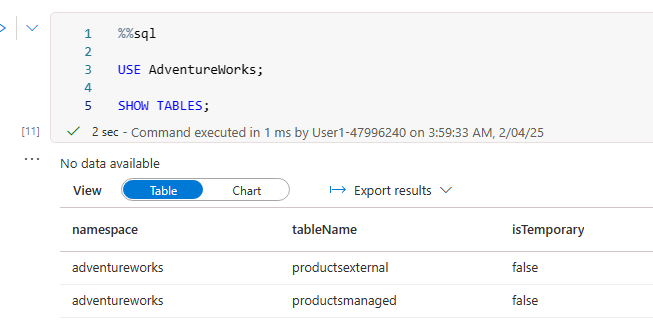 1 %%sql
2
3 USE AdventureWorks;
4
5 SHOW TABLES;
[11] 2 sec - Command executed in 1 ms by User1-47996240 on 3:59:33 AM, 2/04/25
No data available
View Table Chart Export results
namespace tableName isTemporary
adventureworks productsexternal false
adventureworks productsmanaged false